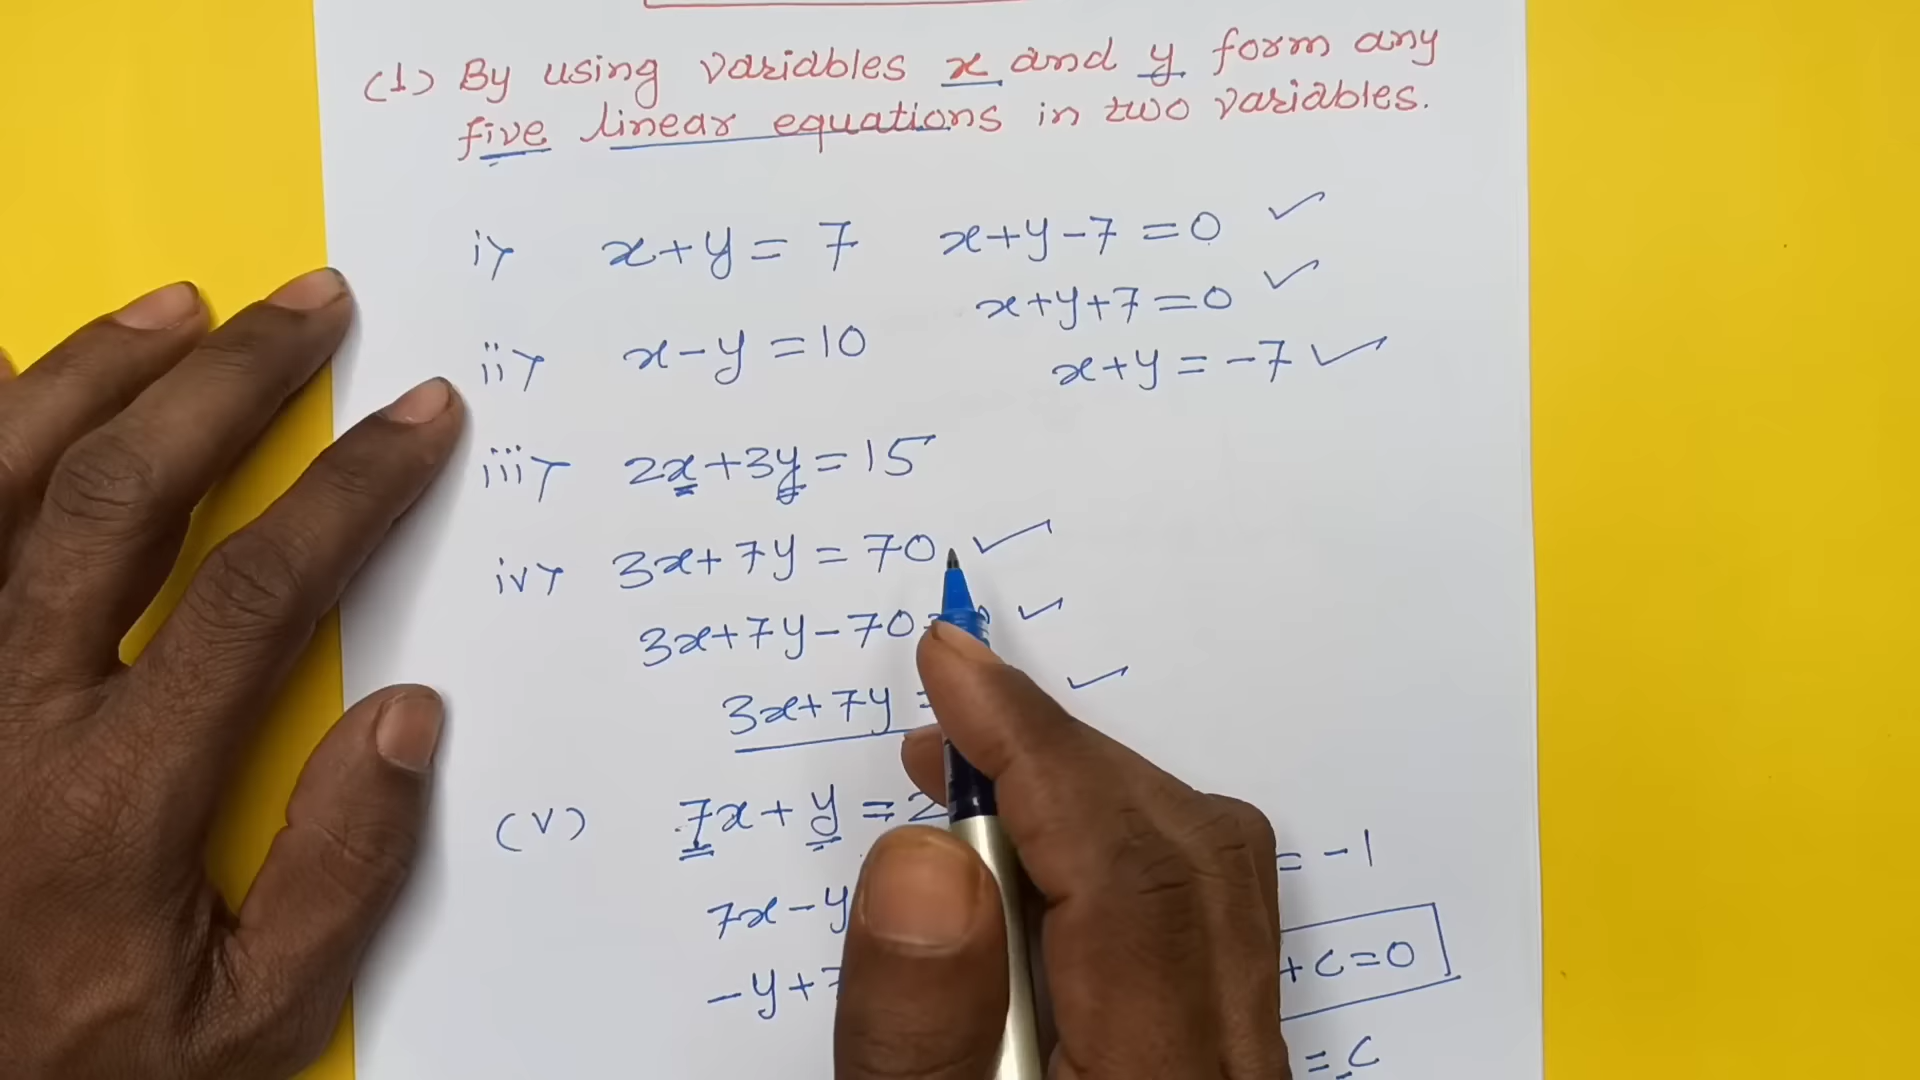 (1) By using variables x and y form any
five linear equations in two variables.
i> x+y = 7 x+y-7 = 0 ✓
x+y+7 = 0 ✓
ii> x-y = 10
x+y = -7 ✓
iii> 2x+3y = 15
iv> 3x+7y = 70 ✓
3x+7y-70 ✓
3x+7y = ✓
(v) 7x+y = 2
= -1
7x-y
+c=0
-y+7
= c